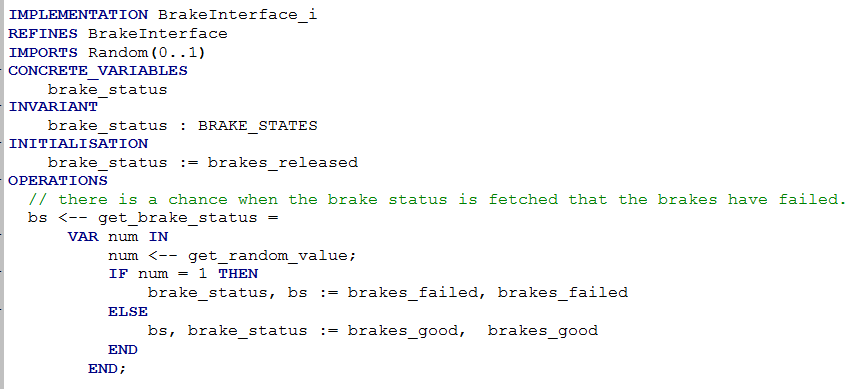 IMPLEMENTATION BrakeInterface_i
REFINES BrakeInterface
IMPORTS Random(0..1)
CONCRETE_VARIABLES
    brake_status
INVARIANT
    brake_status : BRAKE_STATES
INITIALISATION
    brake_status := brakes_released
OPERATIONS
  // there is a chance when the brake status is fetched that the brakes have failed.
  bs <-- get_brake_status =
      VAR num IN
          num <-- get_random_value;
          IF num = 1 THEN
              brake_status, bs := brakes_failed, brakes_failed
          ELSE
              bs, brake_status := brakes_good,  brakes_good
          END
        END;